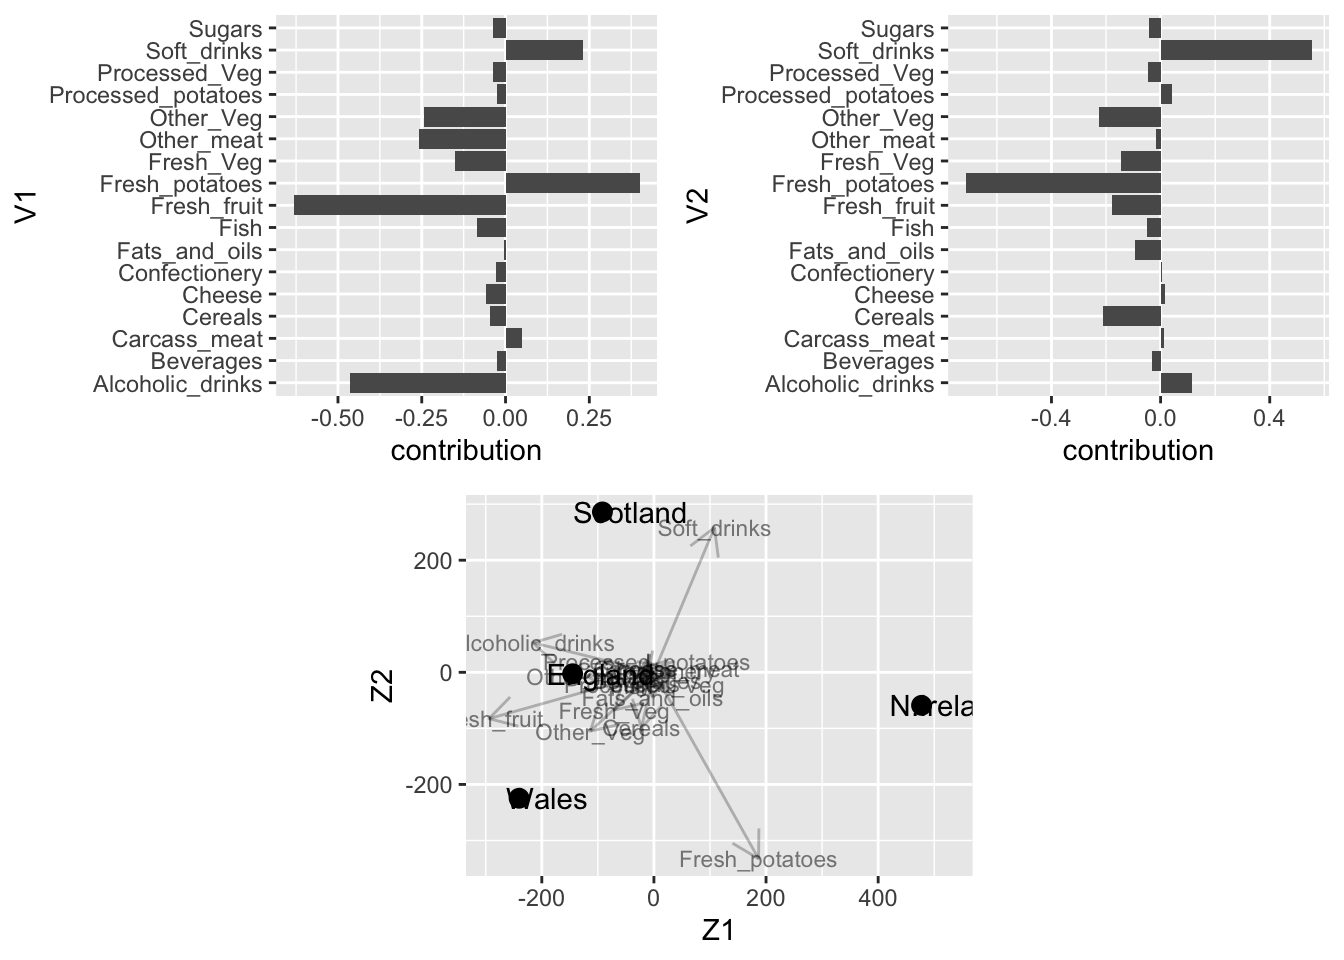 V1
Sugars
Soft_drinks
Processed_Veg
Processed_potatoes
Other_Veg
Other_meat
Fresh_Veg
Fresh_potatoes
Fresh_fruit
Fish
Fats_and_oils
Confectionery
Cheese
Cereals
Carcass_meat
Beverages
Alcoholic_drinks
-0.50 -0.25 0.00 0.25
contribution
V2
Sugars
Soft_drinks
Processed_Veg
Processed_potatoes
Other_Veg
Other_meat
Fresh_Veg
Fresh_potatoes
Fresh_fruit
Fish
Fats_and_oils
Confectionery
Cheese
Cereals
Carcass_meat
Beverages
Alcoholic_drinks
-0.4 0.0 0.4
contribution
Z2
200
0
-200
Scotland
Soft_drinks
lcoholic_drinks
Processed_potatoes
England
Fats_and_oils
N.Irela
Fresh_Veg
esh_fruit
Cereals
Other_Veg
Wales
Fresh_potatoes
-200 0 200 400
Z1